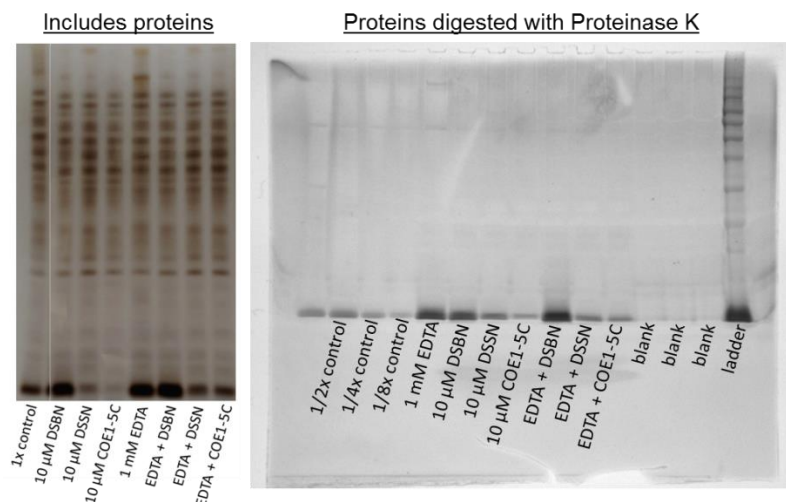 Includes proteins
Proteins digested with Proteinase K
1x control
10 µM DSBN
10 µM DSSN
10 µM COE1-5C
1 mM EDTA
EDTA + DSBN
EDTA + DSSN
EDTA + COE1-5C
1/2x control
1/4x control
1/8x control
1 mM EDTA
10 µM DSBN
10 µM DSSN
10 µM COE1-5C
EDTA + DSBN
EDTA + DSSN
EDTA + COE1-5C
blank
blank
blank
ladder